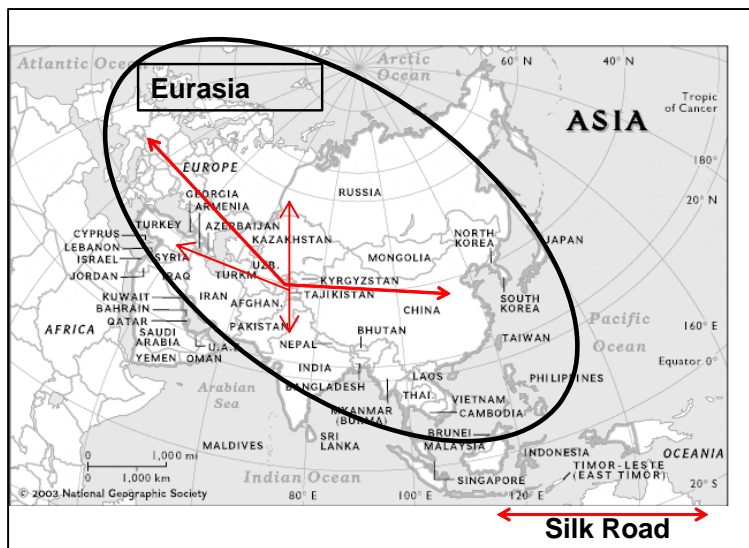 Atlantic Ocean
Arctic
Ocean
60° N
40° N
Eurasia
Tropic
of Cancer
ASIA
180°
20° N
EUROPE
RUSSIA
GEORGIA
ARMENIA
TURKEY
AZERBAIJAN
CYPRUS
LEBANON
ISRAEL
JORDAN
SYRIA
IRAQ
KAZAKHSTAN
UZB.
TURKM.
MONGOLIA
NORTH
KOREA
JAPAN
KYRGYZSTAN
TAJIKISTAN
CHINA
SOUTH
KOREA
KUWAIT
BAHRAIN
QATAR
IRAN
AFGHAN.
PAKISTAN
AFRICA
SAUDI
ARABIA
U.A.E.
YEMEN
OMAN
NEPAL
BHUTAN
INDIA
BANGLADESH
TAIWAN
Pacific
Ocean
160° E
Equator 0°
Arabian
Sea
MYANMAR
(BURMA)
LAOS
THAI.
VIETNAM
CAMBODIA
PHILIPPINES
MALDIVES
SRI
LANKA
BRUNEI
MALAYSIA
SINGAPORE
INDONESIA
TIMOR-LESTE
(EAST TIMOR)
OCEANIA
20° S
0
1,000 mi
0
1,000 km
Indian Ocean
© 2003 National Geographic Society
80° E
100° E
120° E
140° E
Silk Road